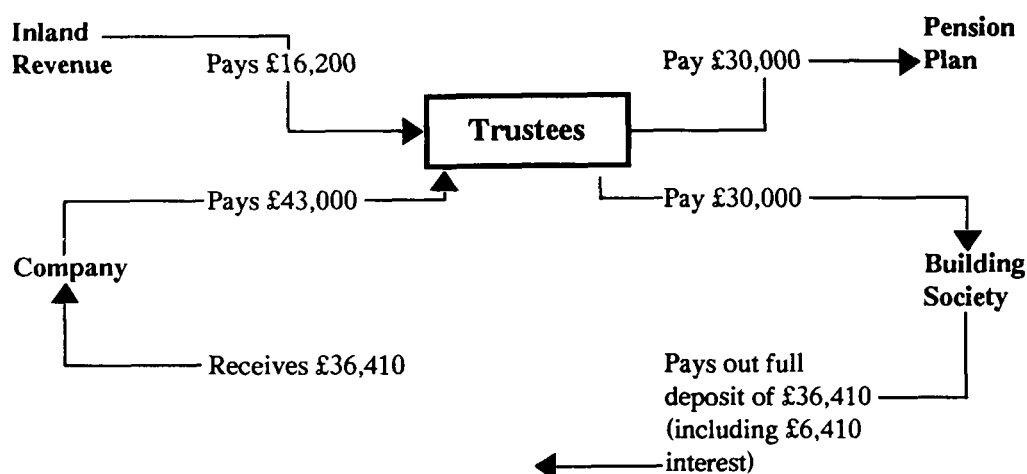 Inland
Revenue
Pays £16,200
Pay £30,000
Pension
Plan
Trustees
Pays £43,000
Pay £30,000
Company
Building
Society
Receives £36,410
Pays out full
deposit of £36,410
(including £6,410
interest)